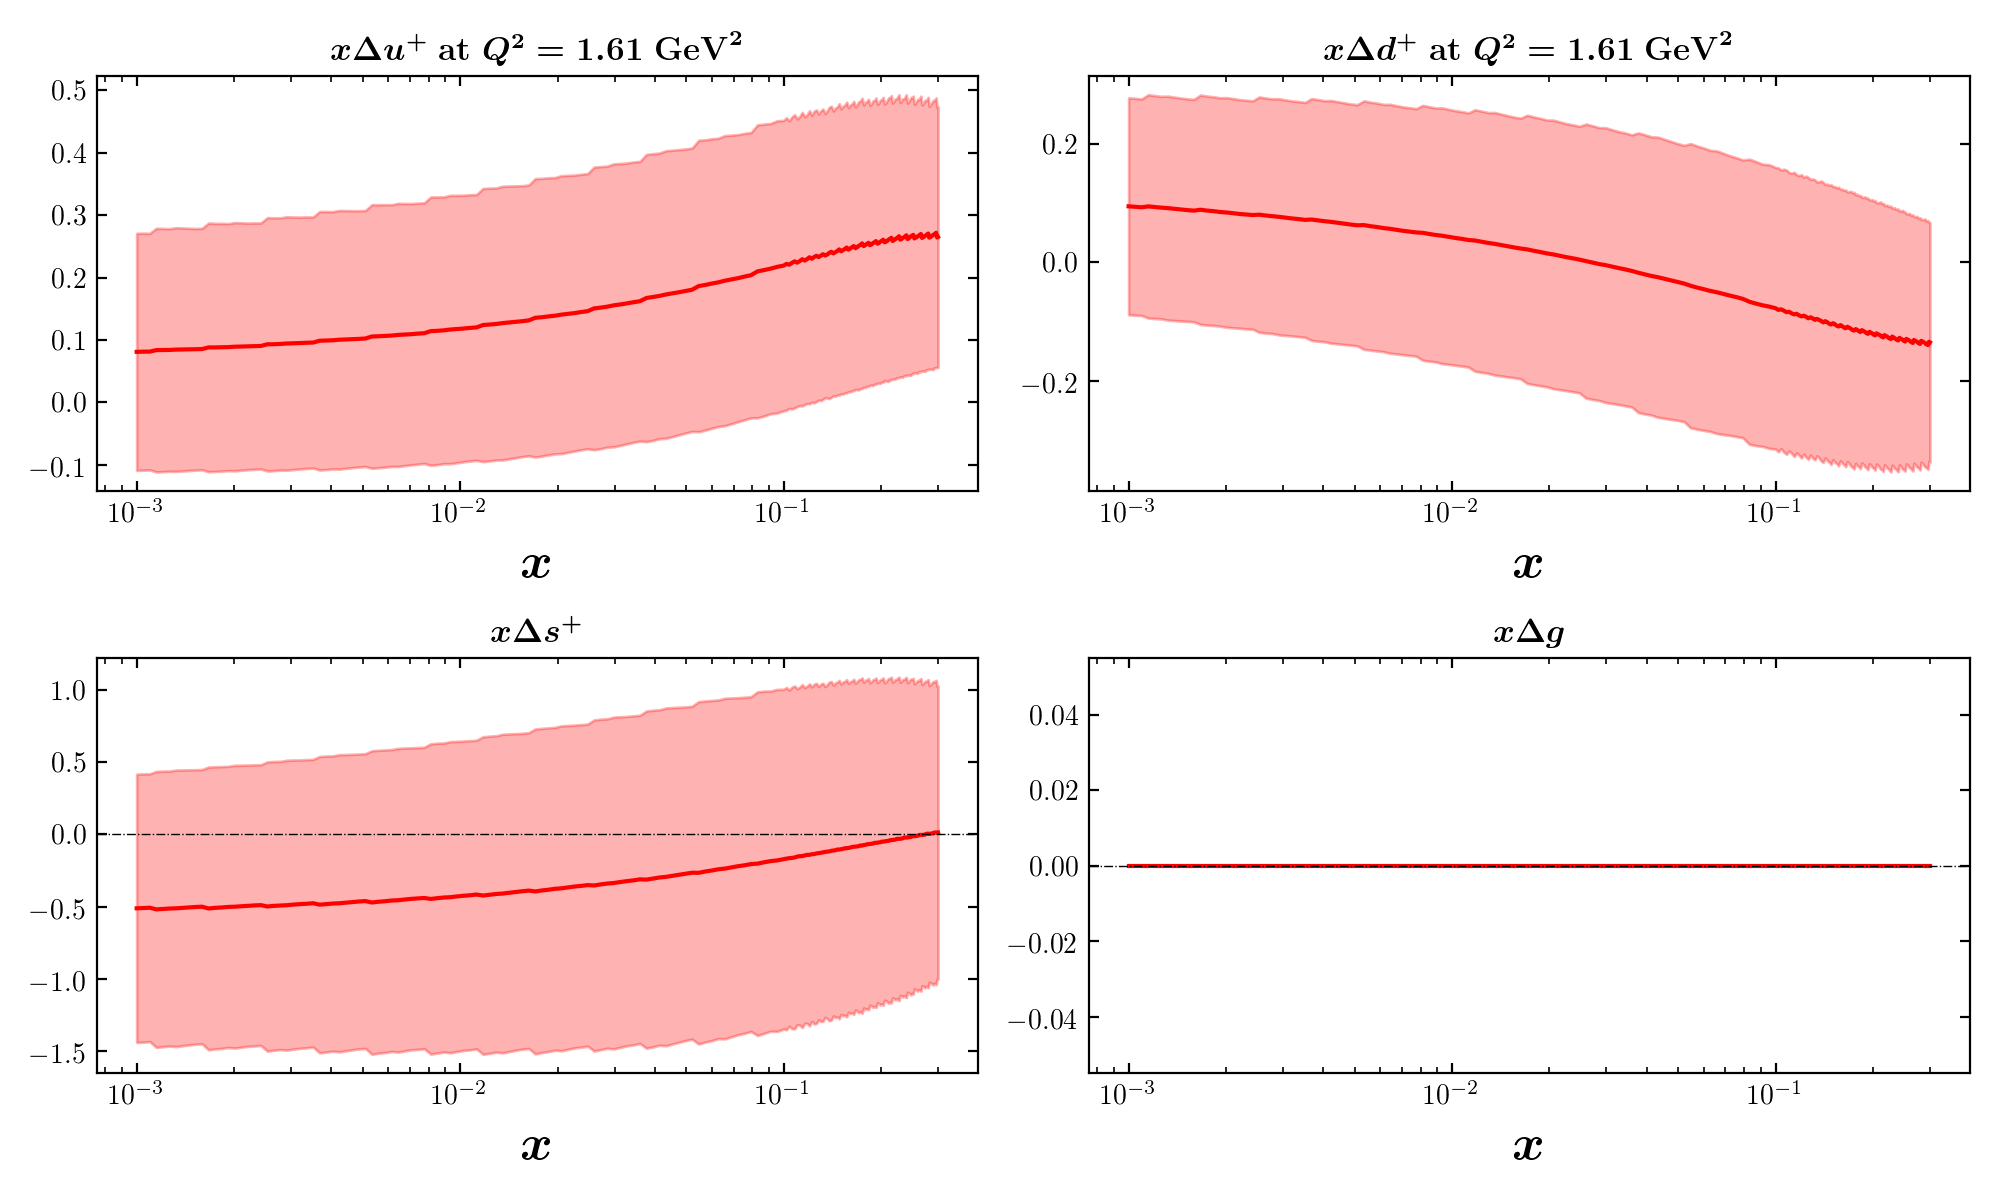 xΔu⁺ at Q² = 1.61 GeV²
0.5
0.4
0.3
0.2
0.1
0.0
−0.1
10⁻³ 10⁻² 10⁻¹
x
xΔd⁺ at Q² = 1.61 GeV²
0.2
0.0
−0.2
10⁻³ 10⁻² 10⁻¹
x
xΔs⁺
1.0
0.5
0.0
−0.5
−1.0
−1.5
10⁻³ 10⁻² 10⁻¹
x
xΔg
0.04
0.02
0.00
−0.02
−0.04
10⁻³ 10⁻² 10⁻¹
x